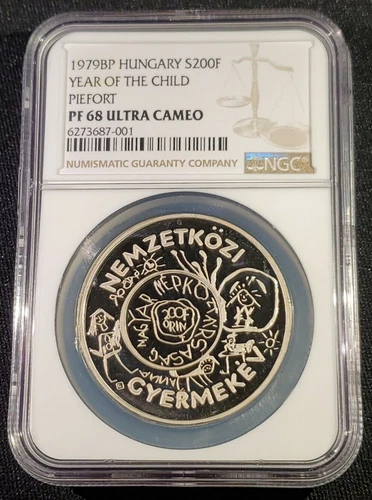 1979BP HUNGARY S200F
YEAR OF THE CHILD
PIEFORT
PF 68 ULTRA CAMEO
6273687-001
NUMISMATIC GUARANTY COMPANY
NGC
NEMZETKÖZI
MAGYAR NÉPKÖZTÁRSASÁG
200 F
ORIN
GYERMEKÉV